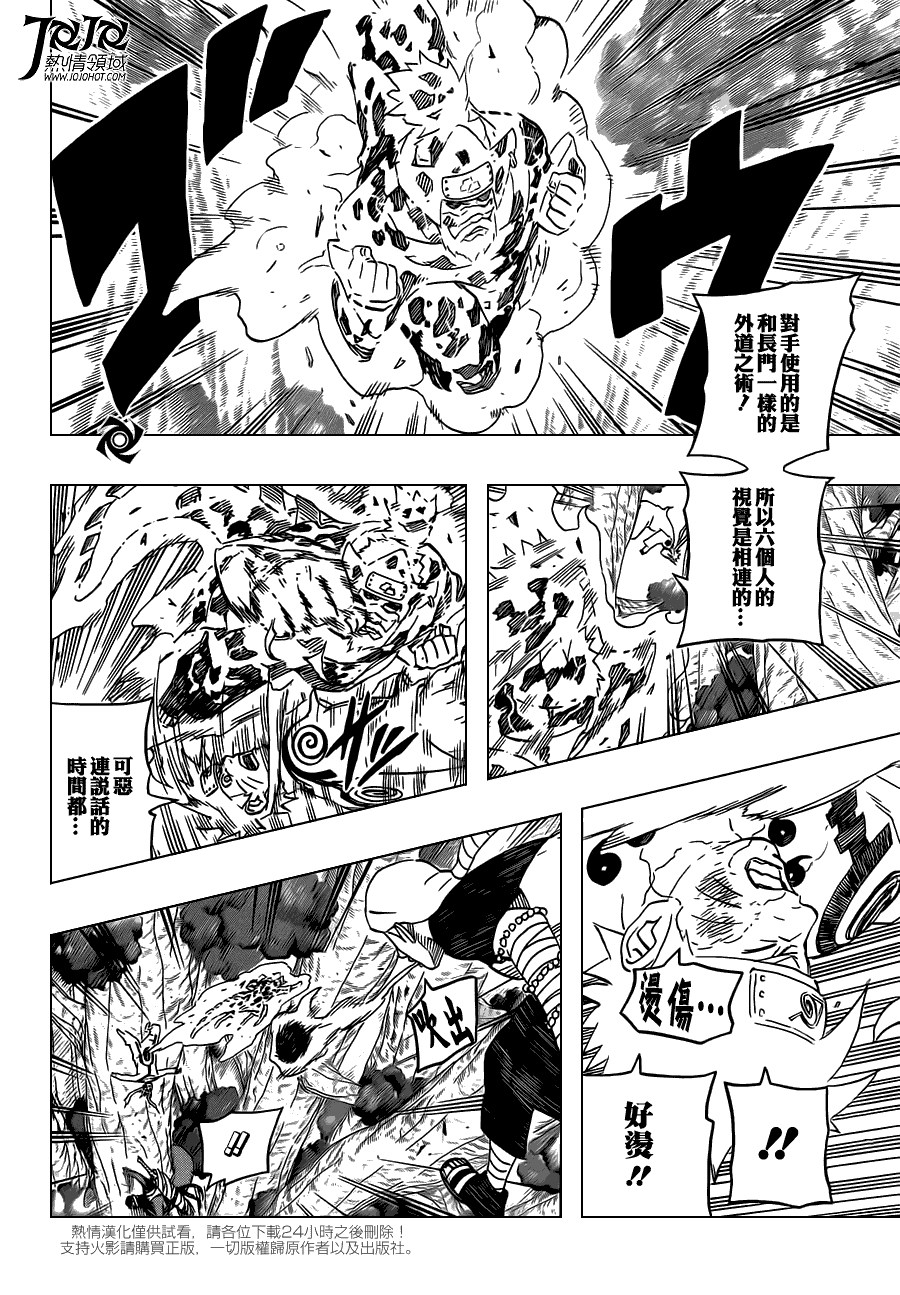 JOJO
熱情領域
WWW.JOJOHOT.COM
對手使用的是
和長門一樣的
外道之術！
所以六個人的
視覺是相連的…
可惡
連說話的
時間都…
燙傷…
!!
好燙!!
吹出
!!
熱情漢化僅供試看，請各位下載24小時之後刪除！
支持火影請購買正版，一切版權歸原作者以及出版社。